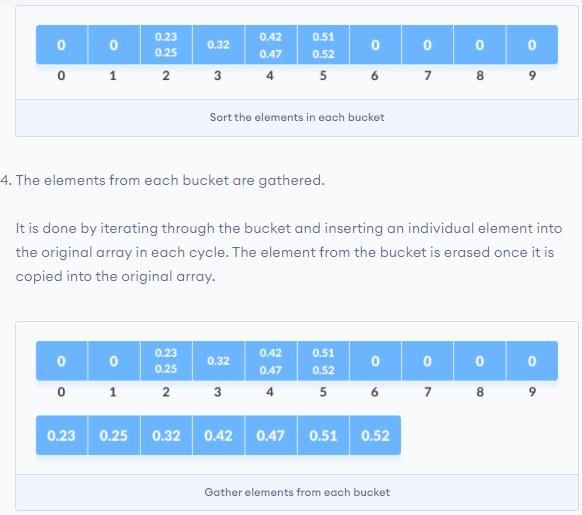 0 0 0.23 0.32 0.42 0.51 0 0 0 0
0.25 0.47 0.52
0 1 2 3 4 5 6 7 8 9
Sort the elements in each bucket
4. The elements from each bucket are gathered.
It is done by iterating through the bucket and inserting an individual element into
the original array in each cycle. The element from the bucket is erased once it is
copied into the original array.
0 0 0.23 0.32 0.42 0.51 0 0 0 0
0.25 0.47 0.52
0 1 2 3 4 5 6 7 8 9
0.23 0.25 0.32 0.42 0.47 0.51 0.52
Gather elements from each bucket